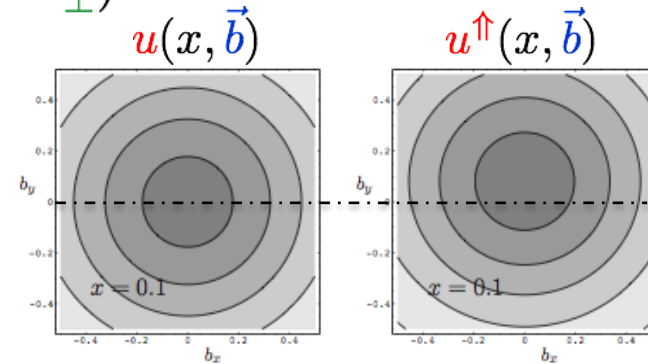 ⊥)
u(x, b⃗) u⇑(x, b⃗)
0.4 0.4
0.2 0.2
b_y 0 b_y 0
-0.2 -0.2
x = 0.1 x = 0.1
-0.4 -0.4
-0.4 -0.2 0 0.2 0.4 -0.4 -0.2 0 0.2 0.4
b_x b_x